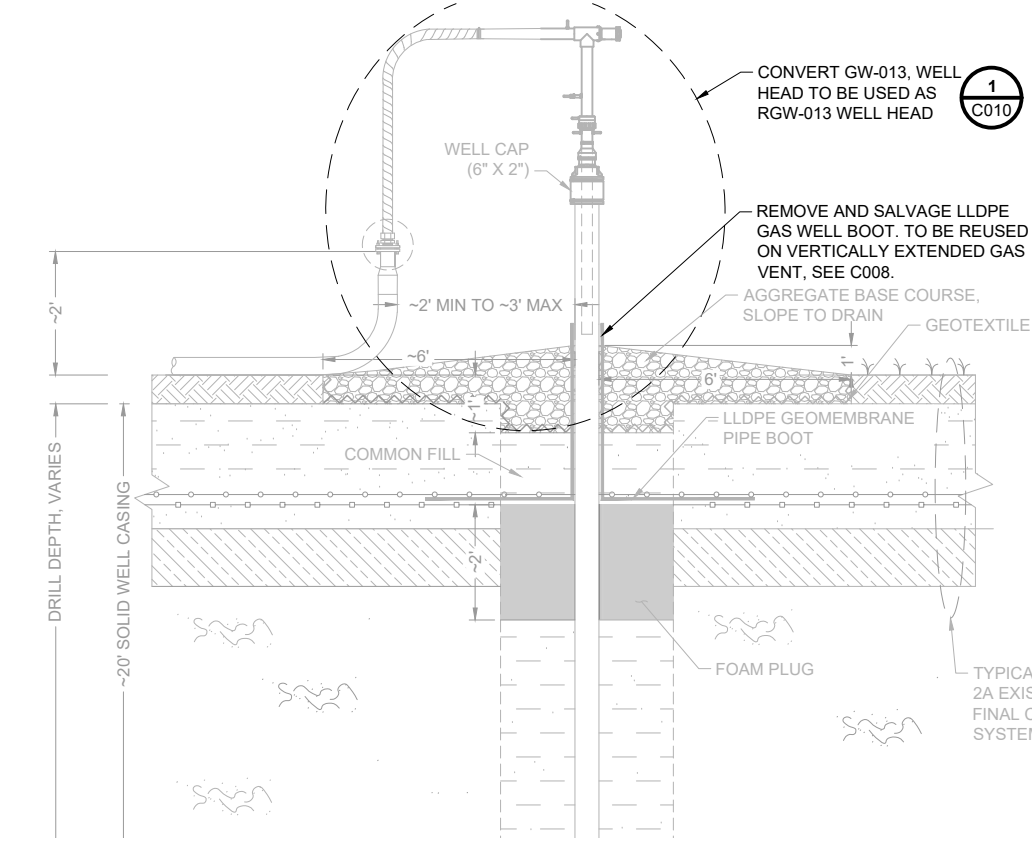 CONVERT GW-013, WELL
HEAD TO BE USED AS
RGW-013 WELL HEAD
1
C010
WELL CAP
(6" X 2")
REMOVE AND SALVAGE LLDPE
GAS WELL BOOT. TO BE REUSED
ON VERTICALLY EXTENDED GAS
VENT, SEE C008.
~2'
~2' MIN TO ~3' MAX
AGGREGATE BASE COURSE,
SLOPE TO DRAIN
GEOTEXTILE
~6'
6'
1'
~1'
LLDPE GEOMEMBRANE
PIPE BOOT
COMMON FILL
DRILL DEPTH, VARIES
~20' SOLID WELL CASING
~2'
FOAM PLUG
2A
FINAL